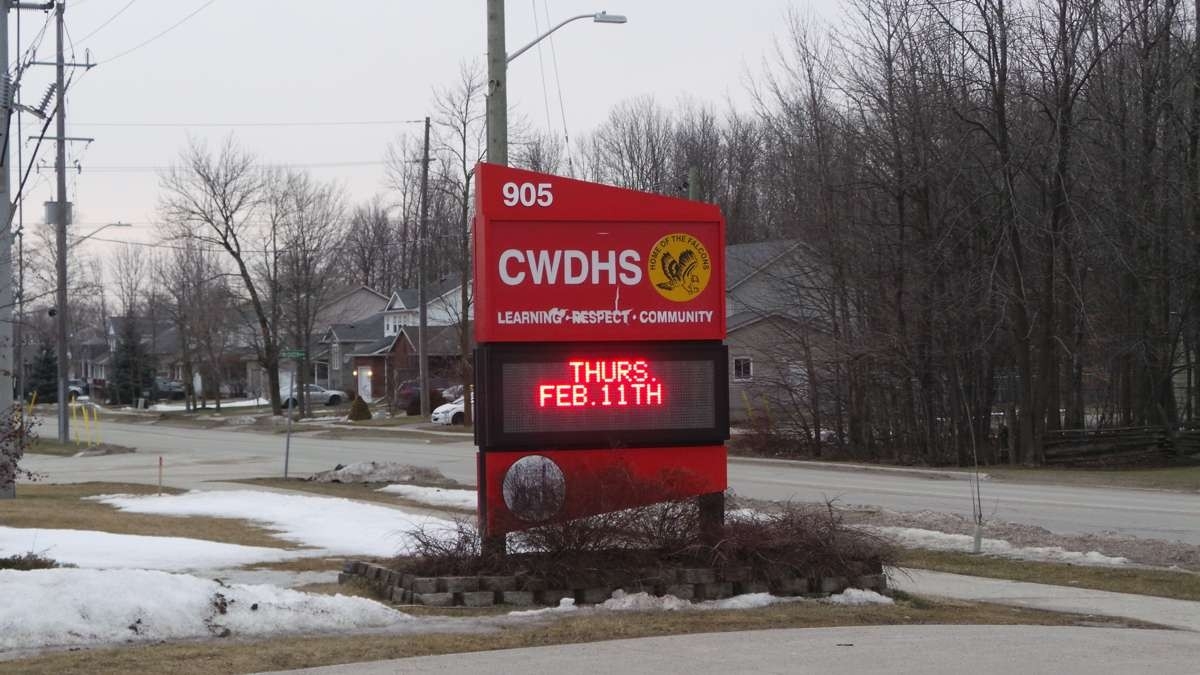 905
CWDHS
HOME OF THE FALCONS
LEARNING • RESPECT • COMMUNITY
THURS.
FEB.11TH